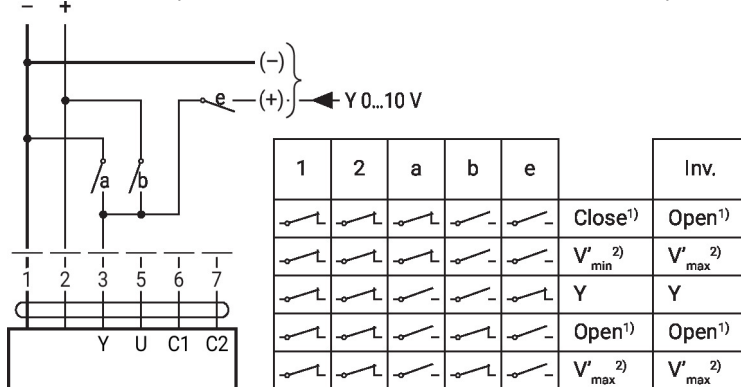 − +
(−)
e (+) Y 0...10 V
a b
1 2 a b e Inv.
Close¹⁾ Open¹⁾
V'min²⁾ V'max²⁾
Y Y
Open¹⁾ Open¹⁾
V'max²⁾ V'max²⁾
1 2 3 5 6 7
Y U C1 C2